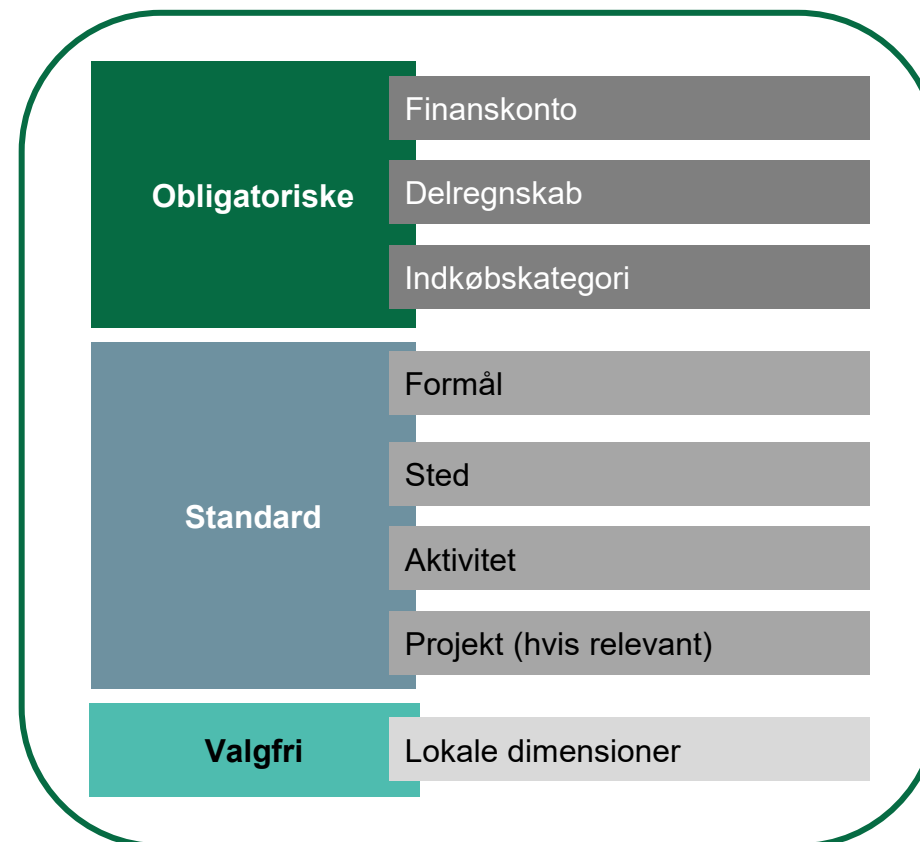 Obligatoriske
Finanskonto
Delregnskab
Indkøbskategori
Standard
Formål
Sted
Aktivitet
Projekt (hvis relevant)
Valgfri
Lokale dimensioner